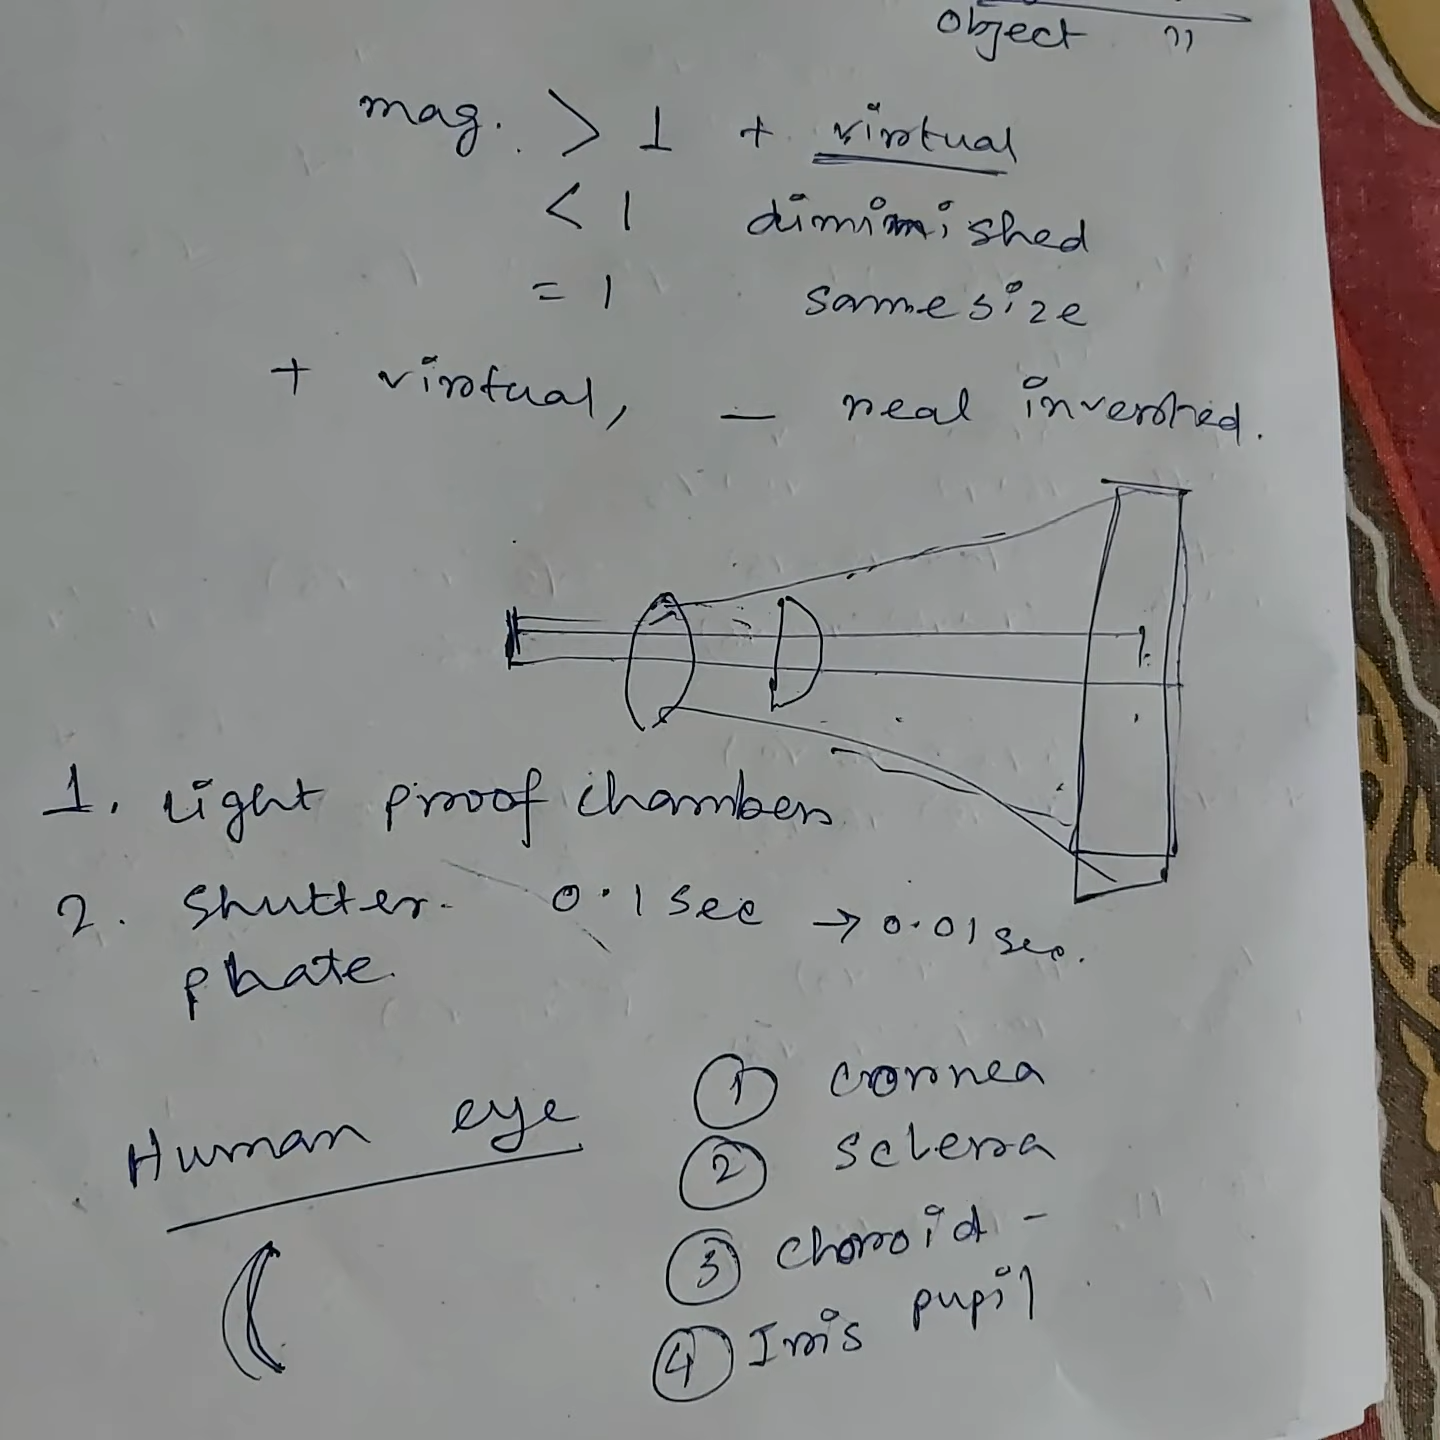 object "
mag. > 1 + virtual
< 1 diminished
= 1 same size
+ virtual, - real inverted.
1. Light proof chamber
2. Shutter - 0.1 sec → 0.01 sec.
plate
Human eye
① cornea
② sclera
③ choroid -
④ Iris pupil